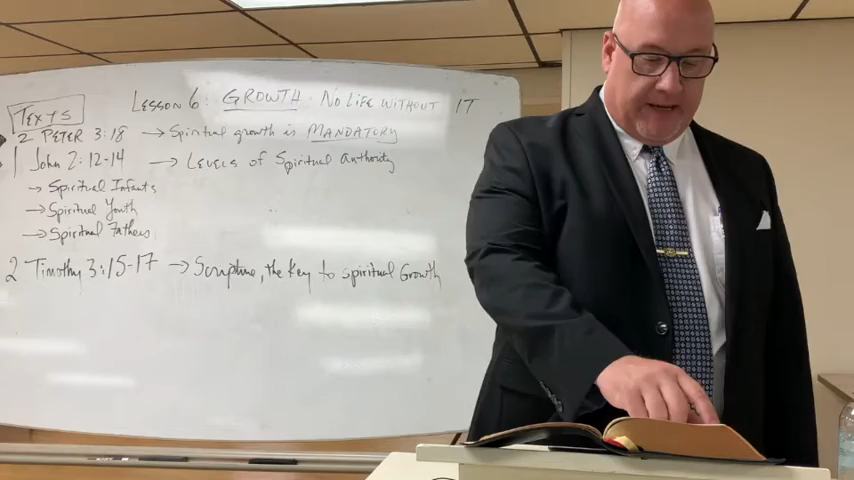 Lesson 6: GROWTH - No Life Without IT
TEXTS
2 PETER 3:18 → Spiritual growth is MANDATORY
1 John 2:12-14 → Levels of Spiritual Authority
→ Spiritual Infants
→ Spiritual Youth
→ Spiritual Fathers
2 Timothy 3:15-17 → Scripture, the Key to spiritual Growth